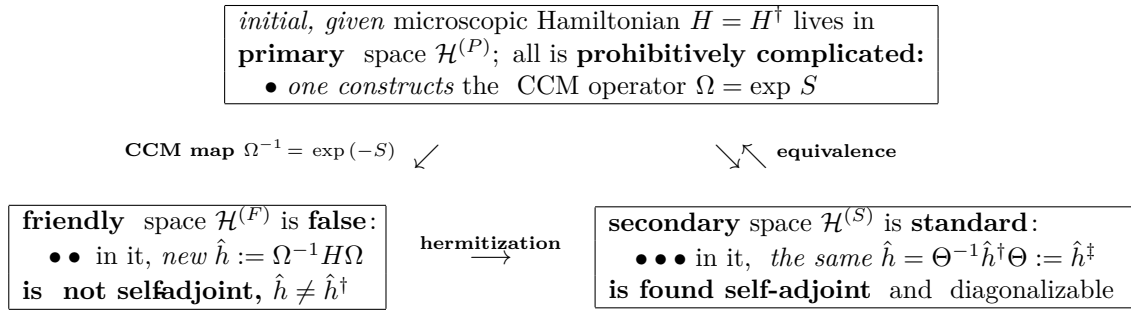 initial, given microscopic Hamiltonian H = H† lives in
primary space ℋ(P); all is prohibitively complicated:
• one constructs the CCM operator Ω = exp S
CCM map Ω⁻¹ = exp (−S) ↙ ↘↖ equivalence
friendly space ℋ(F) is false:
• • in it, new ĥ := Ω⁻¹HΩ
is not self-adjoint, ĥ ≠ ĥ†
hermitization
⟶
secondary space ℋ(S) is standard:
• • • in it, the same ĥ = Θ⁻¹ĥ†Θ := ĥ‡
is found self-adjoint and diagonalizable